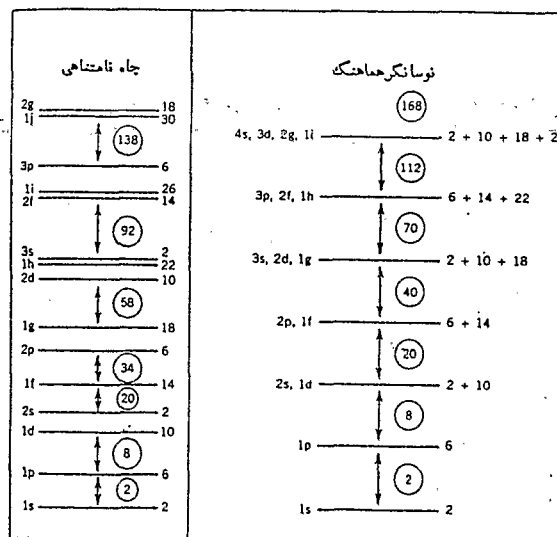 چاه نامتناهی
2g 18
1j 30
138
3p 6
1i 26
2f 14
92
3s 2
1h 22
2d 10
58
1g 18
2p 6
34
1f 14
20
2s 2
1d 10
8
1p 6
2
1s 2
نوسانگر هماهنگ
168
4s, 3d, 2g, 1i 2 + 10 + 18 + 2
112
3p, 2f, 1h 6 + 14 + 22
70
3s, 2d, 1g 2 + 10 + 18
40
2p, 1f 6 + 14
20
2s, 1d 2 + 10
8
1p 6
2
1s 2